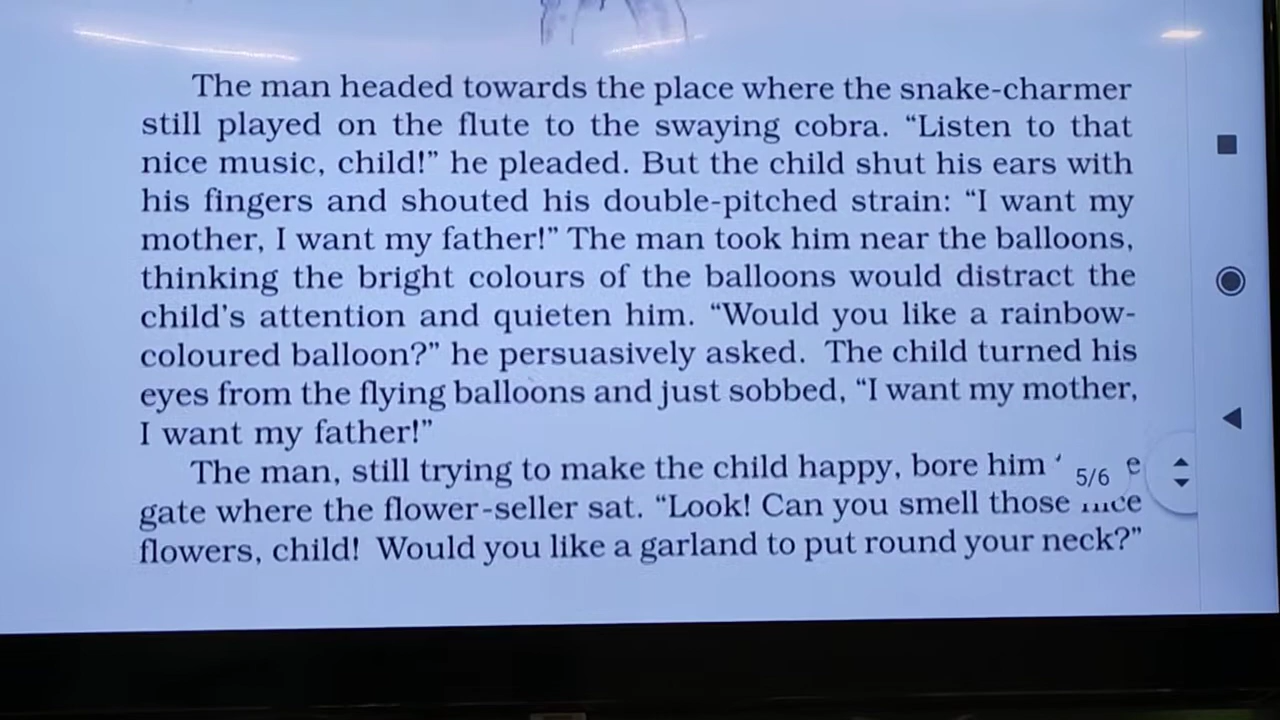 The man headed towards the place where the snake-charmer
still played on the flute to the swaying cobra. “Listen to that
nice music, child!” he pleaded. But the child shut his ears with
his fingers and shouted his double-pitched strain: “I want my
mother, I want my father!” The man took him near the balloons,
thinking the bright colours of the balloons would distract the
child’s attention and quieten him. “Would you like a rainbow-
coloured balloon?” he persuasively asked. The child turned his
eyes from the flying balloons and just sobbed, “I want my mother,
I want my father!”
The man, still trying to make the child happy, bore him
5/6
gate where the flower-seller sat. “Look! Can you smell those nice
flowers, child! Would you like a garland to put round your neck?”